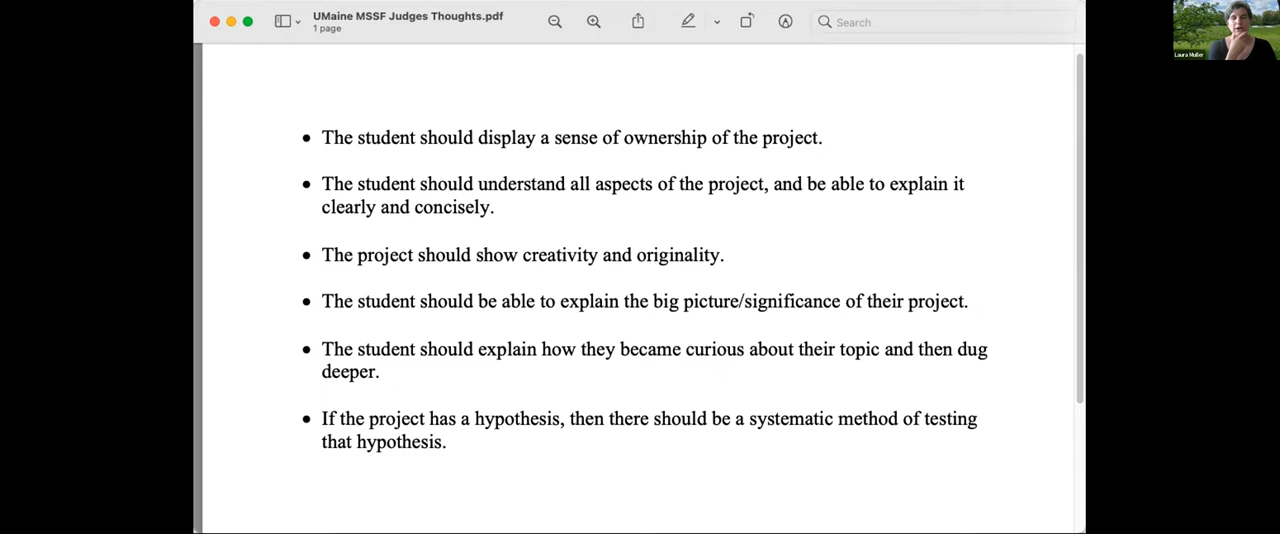 UMaine MSSF Judges Thoughts.pdf
1 page
Search
Laura Muller
• The student should display a sense of ownership of the project.
• The student should understand all aspects of the project, and be able to explain it
clearly and concisely.
• The project should show creativity and originality.
• The student should be able to explain the big picture/significance of their project.
• The student should explain how they became curious about their topic and then dug
deeper.
• If the project has a hypothesis, then there should be a systematic method of testing
that hypothesis.